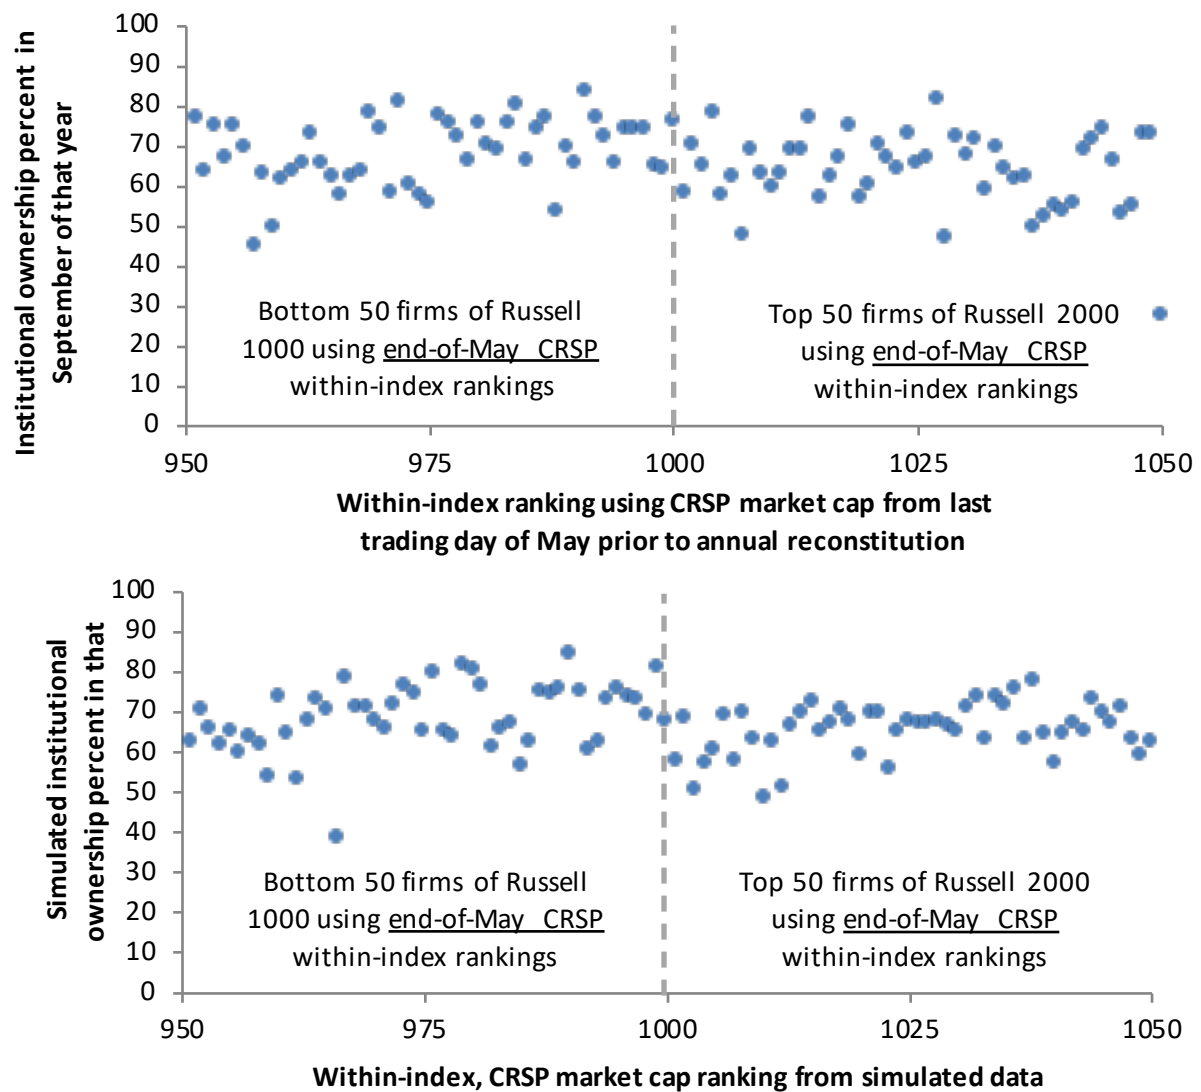 Institutional ownership percent in
September of that year
100
90
80
70
60
50
40
30
20
10
0
Bottom 50 firms of Russell
1000 using end-of-May CRSP
within-index rankings
Top 50 firms of Russell 2000
using end-of-May CRSP
within-index rankings
950
975
1000
1025
1050
Within-index ranking using CRSP market cap from last
trading day of May prior to annual reconstitution
Simulated institutional
ownership percent in that
100
90
80
70
60
50
40
30
20
10
0
Bottom 50 firms of Russell
1000 using end-of-May CRSP
within-index rankings
Top 50 firms of Russell 2000
using end-of-May CRSP
within-index rankings
950
975
1000
1025
1050
Within-index, CRSP market cap ranking from simulated data